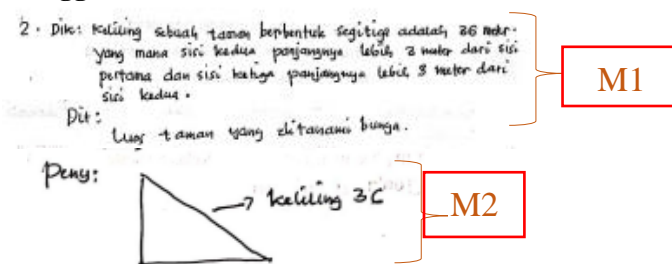 2. Dik: Keliling sebuah taman berbentuk segitiga adalah 36 meter.
yang mana sisi kedua panjangnya lebih 3 meter dari sisi
pertama dan sisi ketiga panjangnya lebih 3 meter dari
sisi kedua.
M1
Dit:
Luas taman yang ditanami bunga.
Peny:
keliling 36
M2